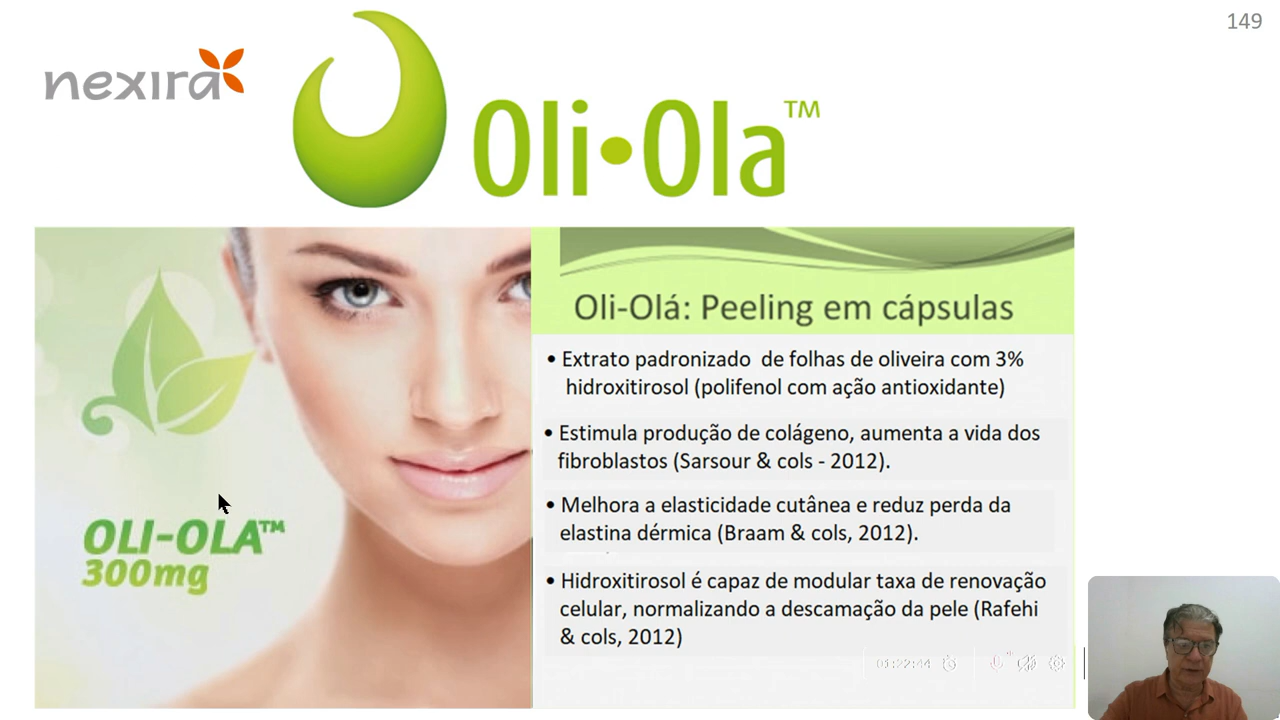 149
nexira
Oli•Ola™
Oli-Olá: Peeling em cápsulas
• Extrato padronizado de folhas de oliveira com 3%
hidroxitirosol (polifenol com ação antioxidante)
• Estimula produção de colágeno, aumenta a vida dos
fibroblastos (Sarsour & cols - 2012).
• Melhora a elasticidade cutânea e reduz perda da
elastina dérmica (Braam & cols, 2012).
• Hidroxitirosol é capaz de modular taxa de renovação
celular, normalizando a descamação da pele (Rafehi
& cols, 2012)
OLI-OLA™
300mg
01:22:44